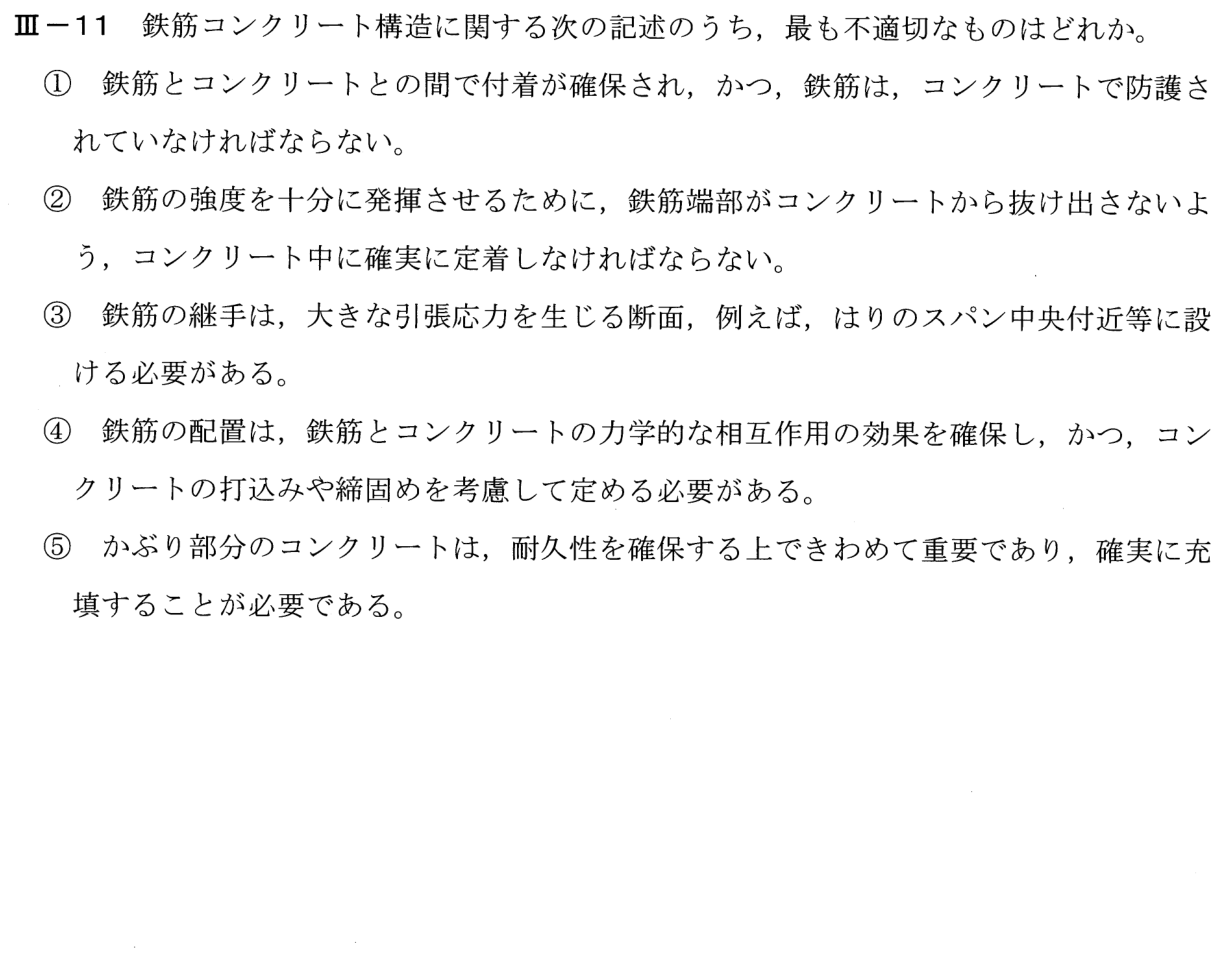 Ⅲ－11　鉄筋コンクリート構造に関する次の記述のうち，最も不適切なものはどれか。
①　鉄筋とコンクリートとの間で付着が確保され，かつ，鉄筋は，コンクリートで防護さ
れていなければならない。
②　鉄筋の強度を十分に発揮させるために，鉄筋端部がコンクリートから抜け出さないよ
う，コンクリート中に確実に定着しなければならない。
③　鉄筋の継手は，大きな引張応力を生じる断面，例えば，はりのスパン中央付近等に設
ける必要がある。
④　鉄筋の配置は，鉄筋とコンクリートの力学的な相互作用の効果を確保し，かつ，コン
クリートの打込みや締固めを考慮して定める必要がある。
⑤　かぶり部分のコンクリートは，耐久性を確保する上できわめて重要であり，確実に充
填することが必要である。